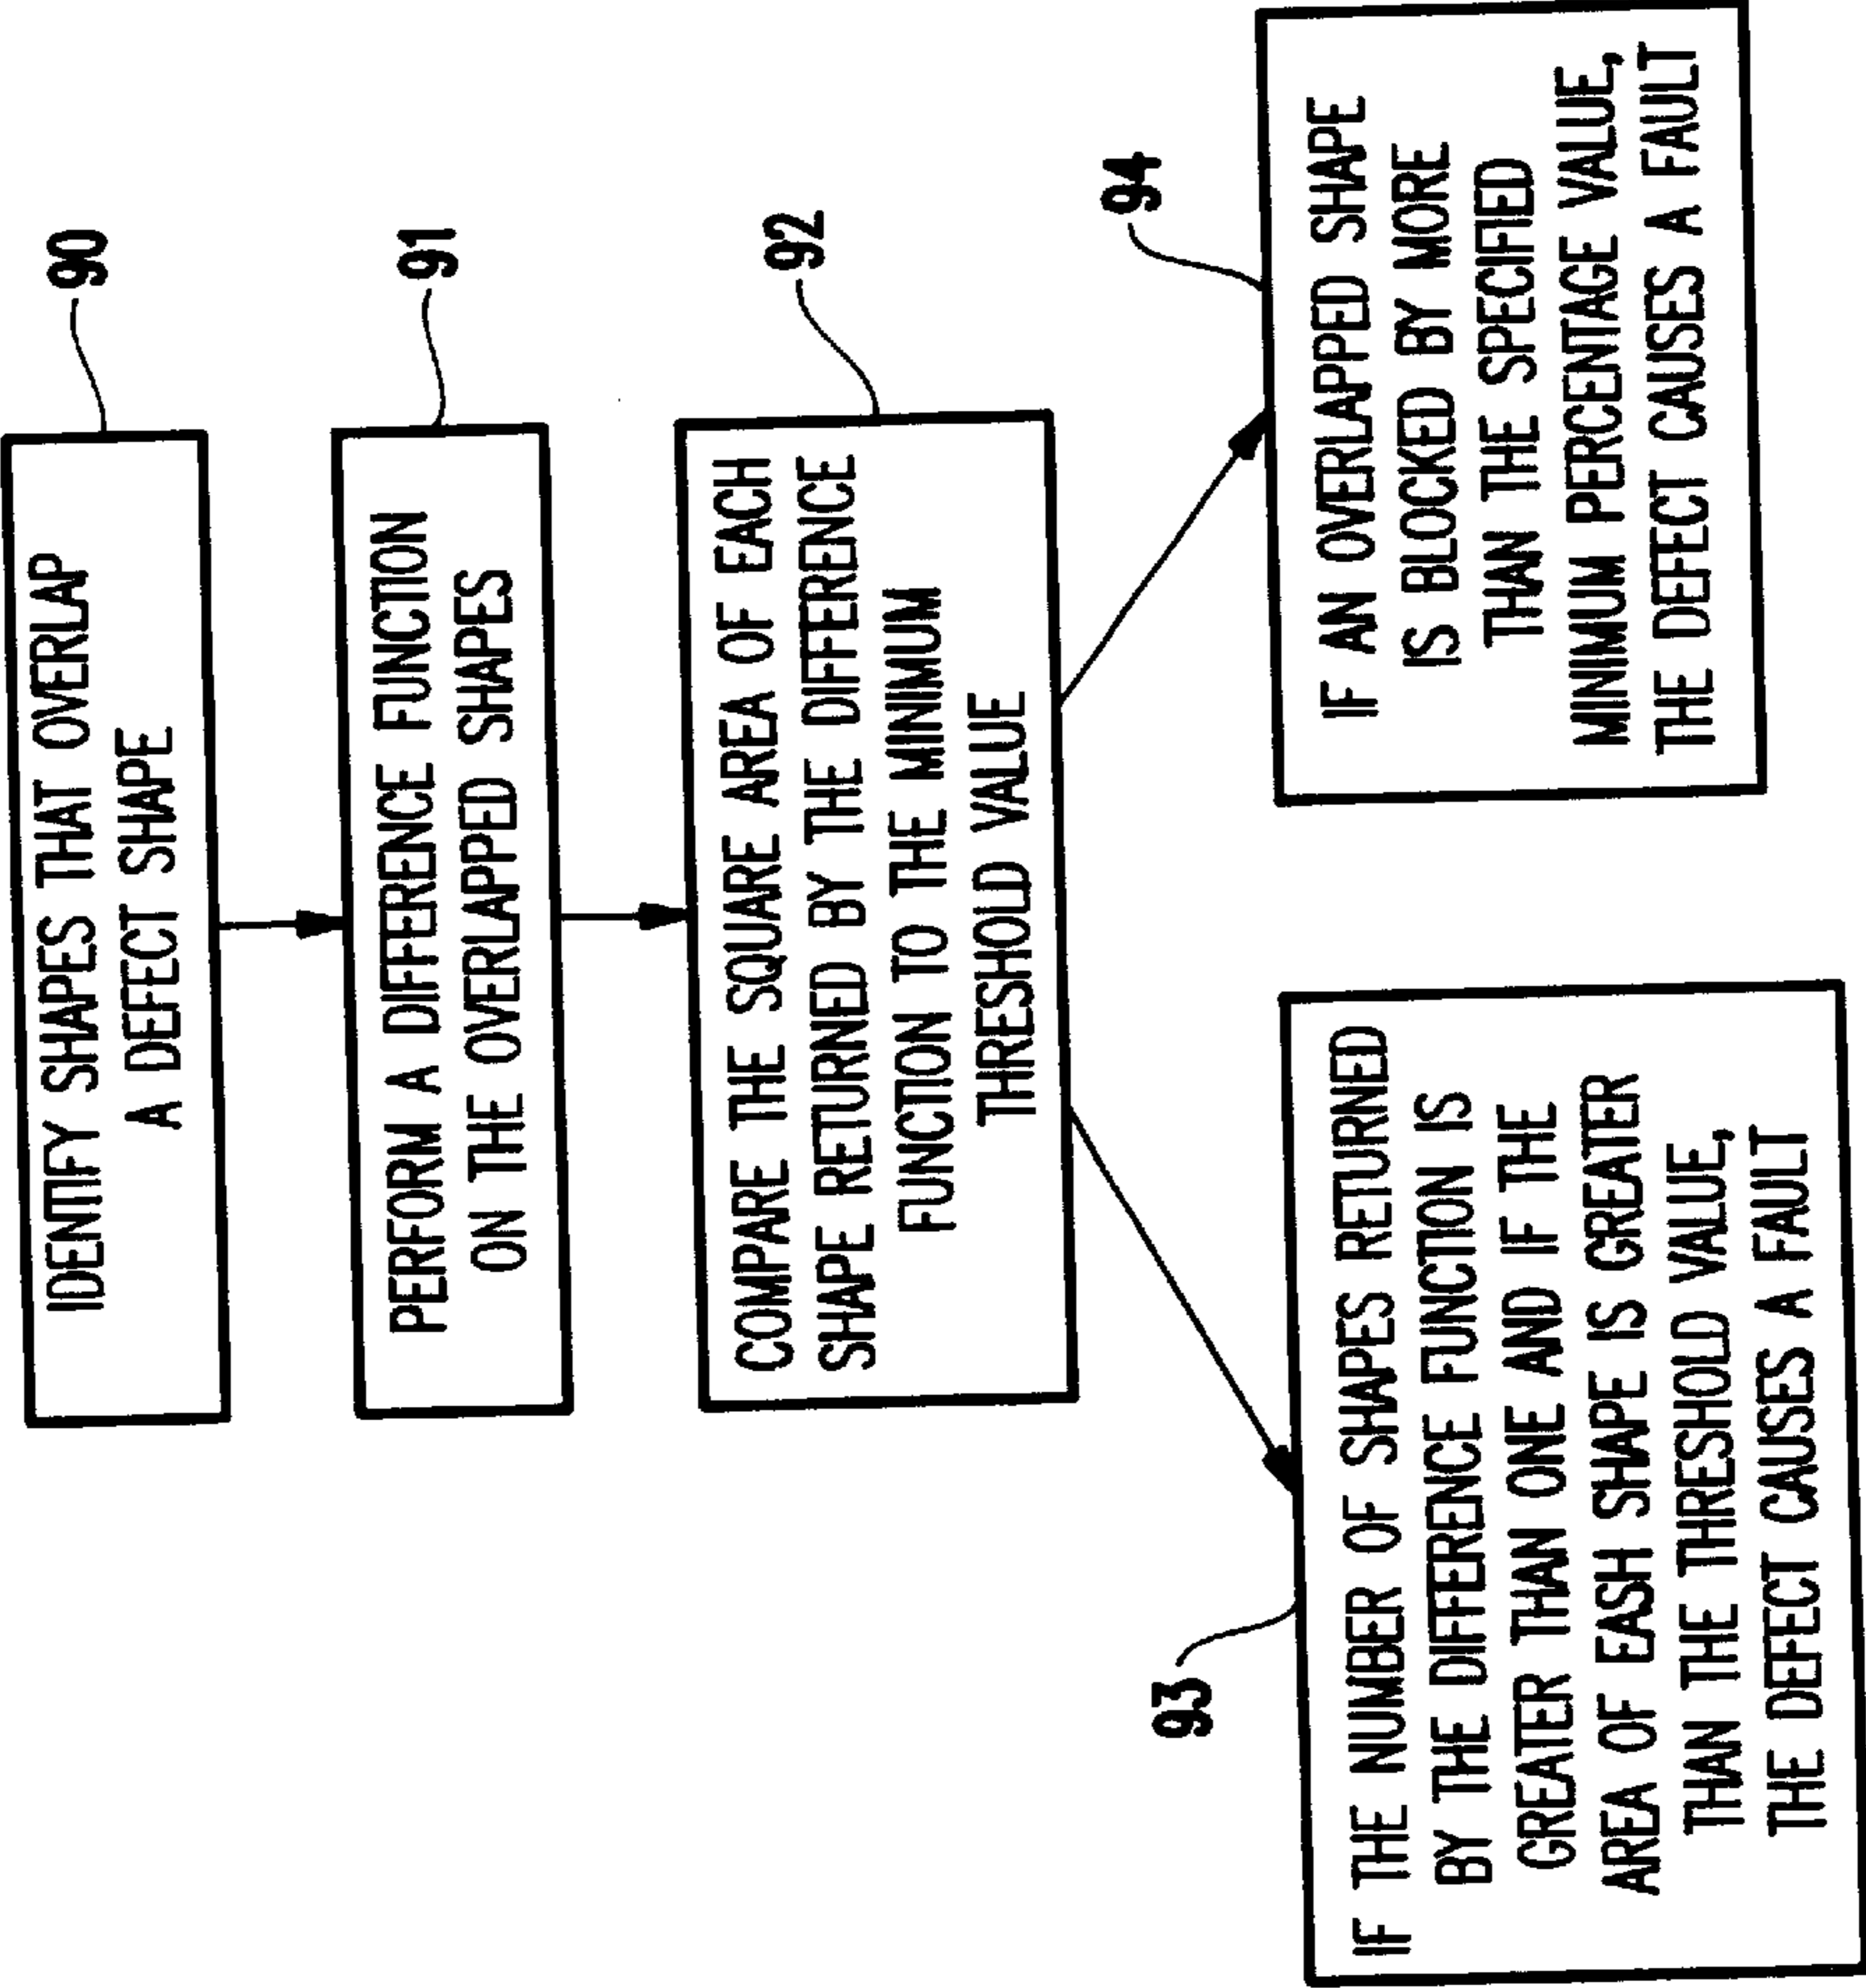 90
IDENTIFY SHAPES THAT OVERLAP
A DEFECT SHAPE
91
PERFORM A DIFFERENCE FUNCTION
ON THE OVERLAPPED SHAPES
92
COMPARE THE SQUARE AREA OF EACH
SHAPE RETURNED BY THE DIFFERENCE
FUNCTION TO THE MINIMUM
THRESHOLD VALUE
93
IF THE NUMBER OF SHAPES RETURNED
BY THE DIFFERENCE FUNCTION IS
GREATER THAN ONE AND IF THE
AREA OF EASH SHAPE IS GREATER
THAN THE THRESHOLD VALUE,
THE DEFECT CAUSES A FAULT
94
IF AN OVERLAPPED SHAPE
IS BLOCKED BY MORE
THAN THE SPECIFIED
MINIMUM PERCENTAGE VALUE,
THE DEFECT CAUSES A FAULT